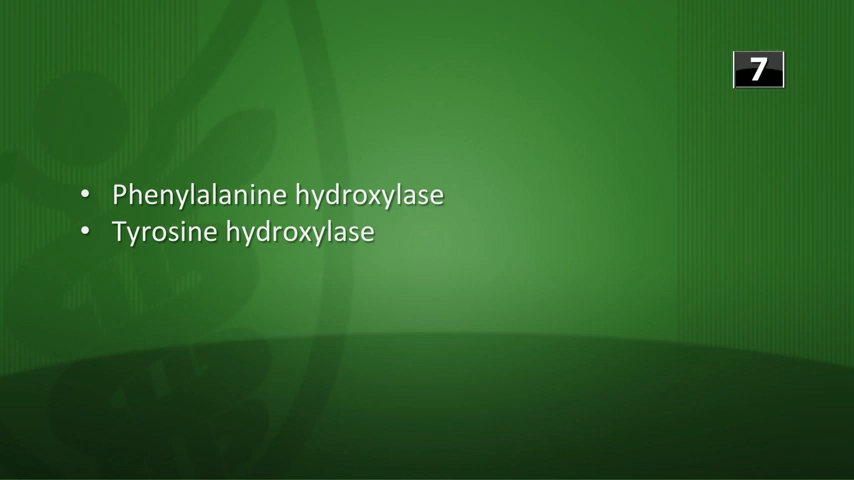 7
• Phenylalanine hydroxylase
• Tyrosine hydroxylase